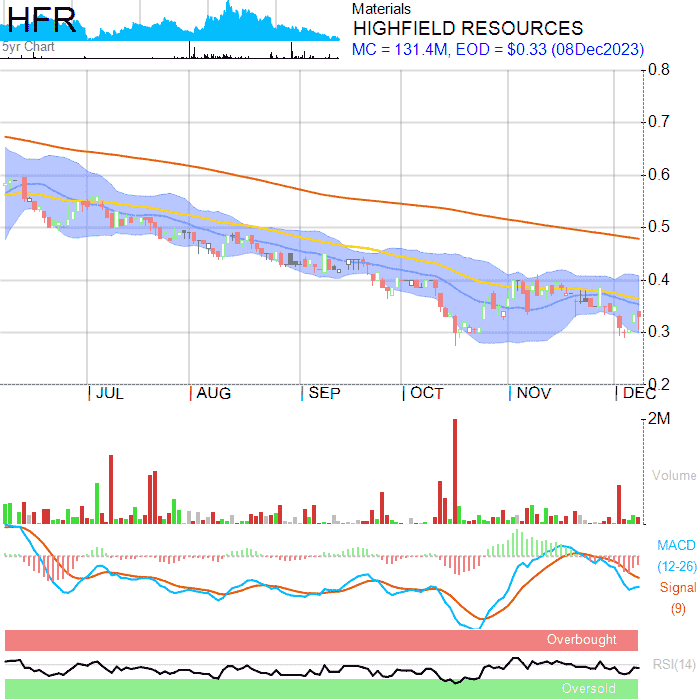 HFR
5yr Chart
Materials
HIGHFIELD RESOURCES
MC = 131.4M, EOD = $0.33 (08Dec2023)
0.8
0.7
0.6
0.5
0.4
0.3
0.2
JUL AUG SEP OCT NOV DEC
2M
Volume
MACD
(12-26)
Signal
(9)
Overbought
RSI(14)
Oversold